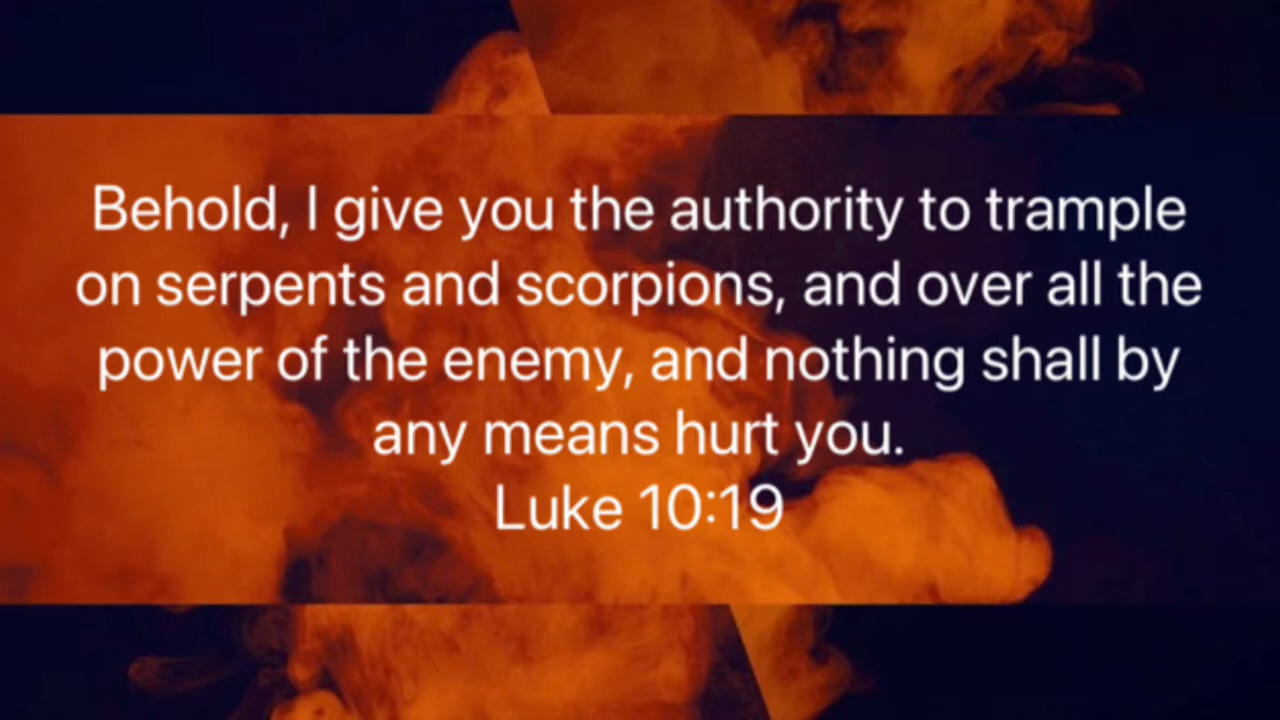 Behold, I give you the authority to trample
on serpents and scorpions, and over all the
power of the enemy, and nothing shall by
any means hurt you.
Luke 10:19